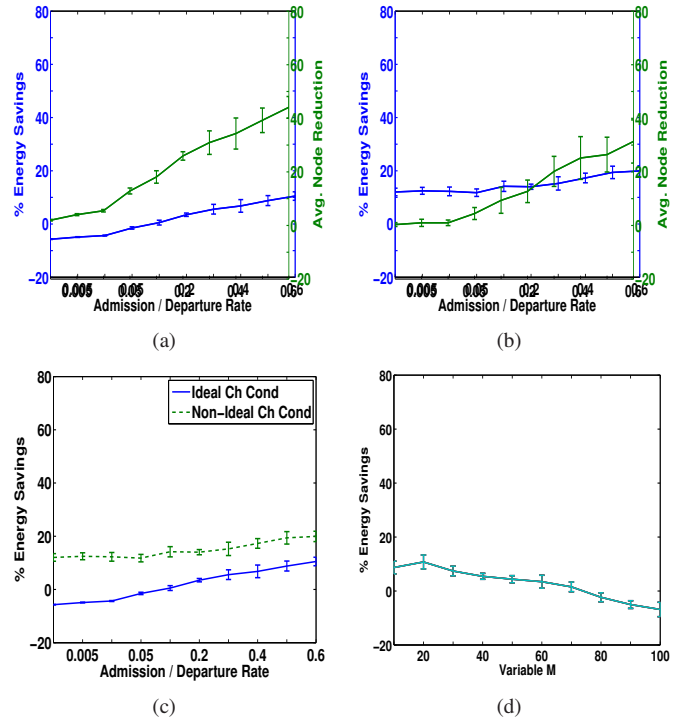 80
60
40
20
0
−20
% Energy Savings
80
60
40
20
0
−20
Avg. Node Reduction
0.005 0.05 0.2 0.4 0.6
Admission / Departure Rate
(a)
80
60
40
20
0
−20
% Energy Savings
80
60
40
20
0
−20
Avg. Node Reduction
0.005 0.05 0.2 0.4 0.6
Admission / Departure Rate
(b)
80
60
40
20
0
−20
% Energy Savings
Ideal Ch Cond
Non−Ideal Ch Cond
0.005 0.05 0.2 0.4 0.6
Admission / Departure Rate
(c)
80
60
40
20
0
−20
% Energy Savings
20 40 60 80 100
Variable M
(d)